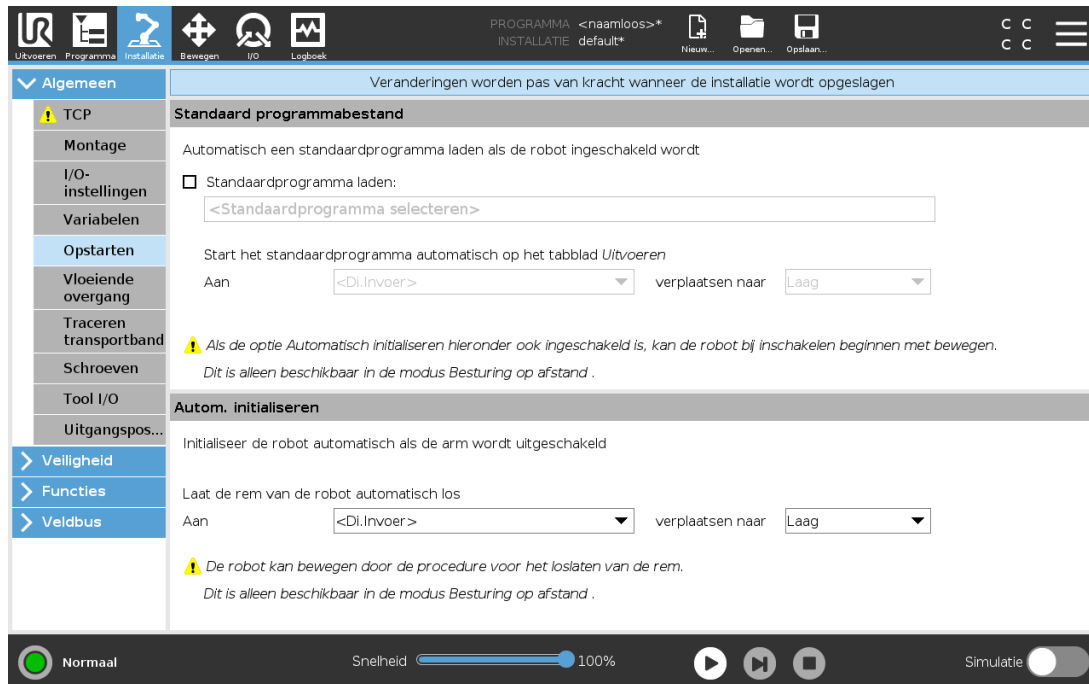 UR
PROGRAMMA <naamloos>*
INSTALLATIE default*
Uitvoeren Programma Installatie Bewegen I/O Logboek
Nieuw... Openen... Opslaan...
C C
C C
Algemeen
Veranderingen worden pas van kracht wanneer de installatie wordt opgeslagen
TCP
Montage
I/O-
instellingen
Variabelen
Opstarten
Vloeiende
overgang
Traceren
transportband
Schroeven
Tool I/O
Uitgangspos...
Veiligheid
Functies
Veldbus
Standaard programmabestand
Automatisch een standaardprogramma laden als de robot ingeschakeld wordt
Standaardprogramma laden:
<Standaardprogramma selecteren>
Start het standaardprogramma automatisch op het tabblad Uitvoeren
Aan <Di.Invoer> verplaatsen naar Laag
Als de optie Automatisch initialiseren hieronder ook ingeschakeld is, kan de robot bij inschakelen beginnen met bewegen.
Dit is alleen beschikbaar in de modus Besturing op afstand .
Autom. initialiseren
Initialiseer de robot automatisch als de arm wordt uitgeschakeld
Laat de rem van de robot automatisch los
Aan <Di.Invoer> verplaatsen naar Laag
De robot kan bewegen door de procedure voor het loslaten van de rem.
Dit is alleen beschikbaar in de modus Besturing op afstand .
Normaal
Snelheid 100%
Simulatie